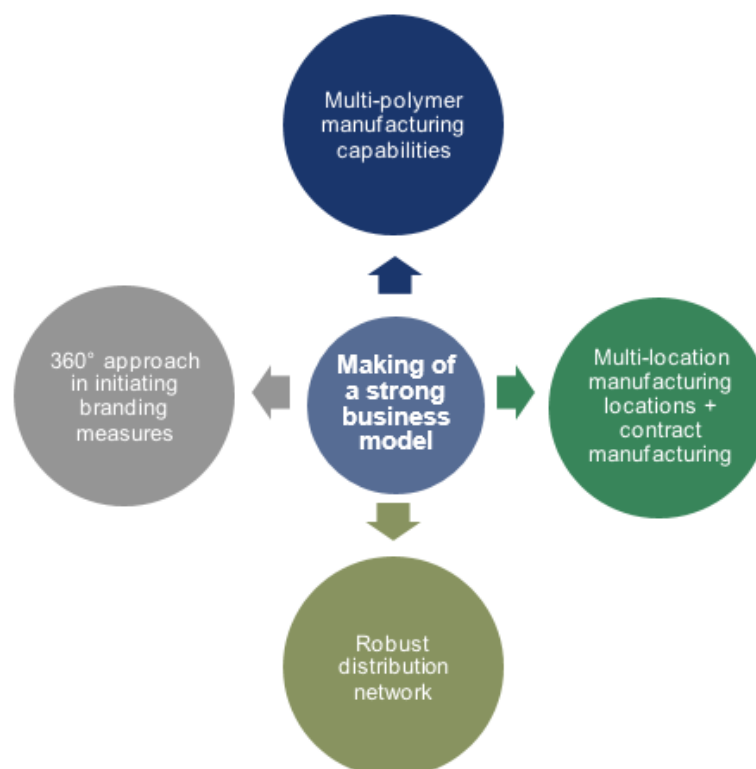 Multi-polymer
manufacturing
capabilities
360° approach
in initiating
branding
measures
Making of
a strong
business
model
Multi-location
manufacturing
locations +
contract
manufacturing
Robust
distribution
network